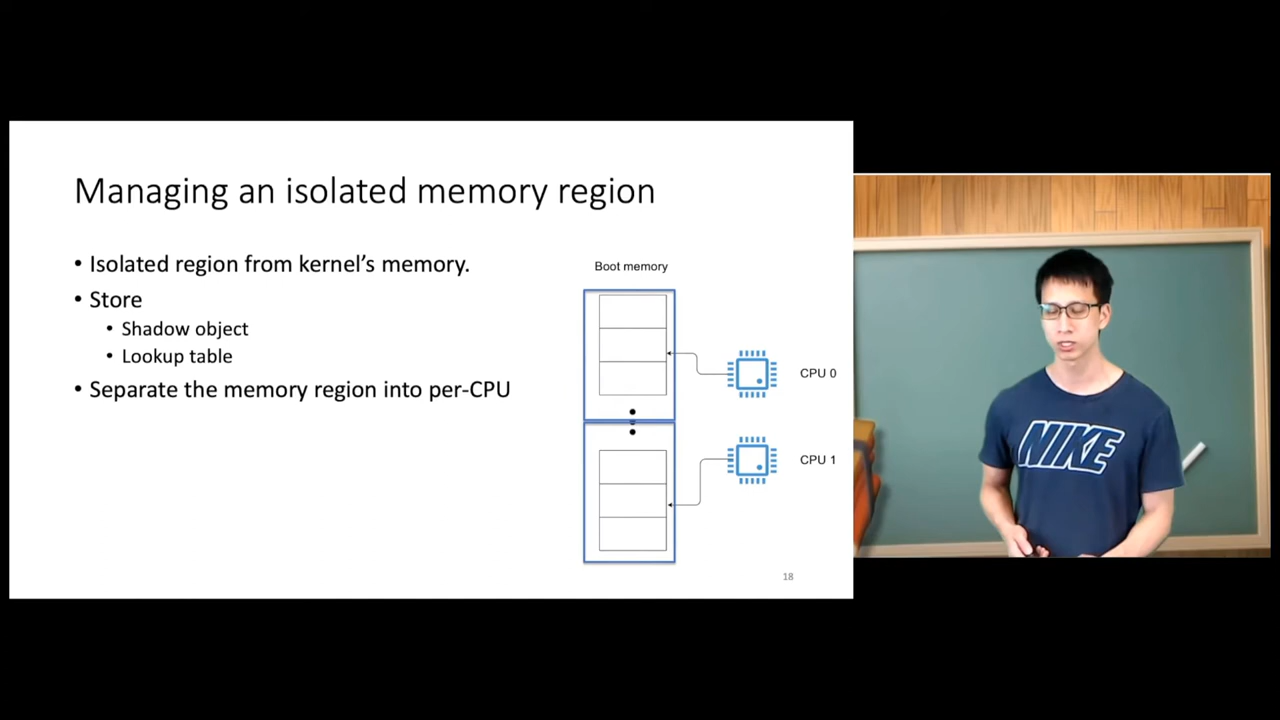 Managing an isolated memory region
• Isolated region from kernel's memory.
• Store
• Shadow object
• Lookup table
• Separate the memory region into per-CPU
Boot memory
CPU 0
CPU 1
18
NIKE